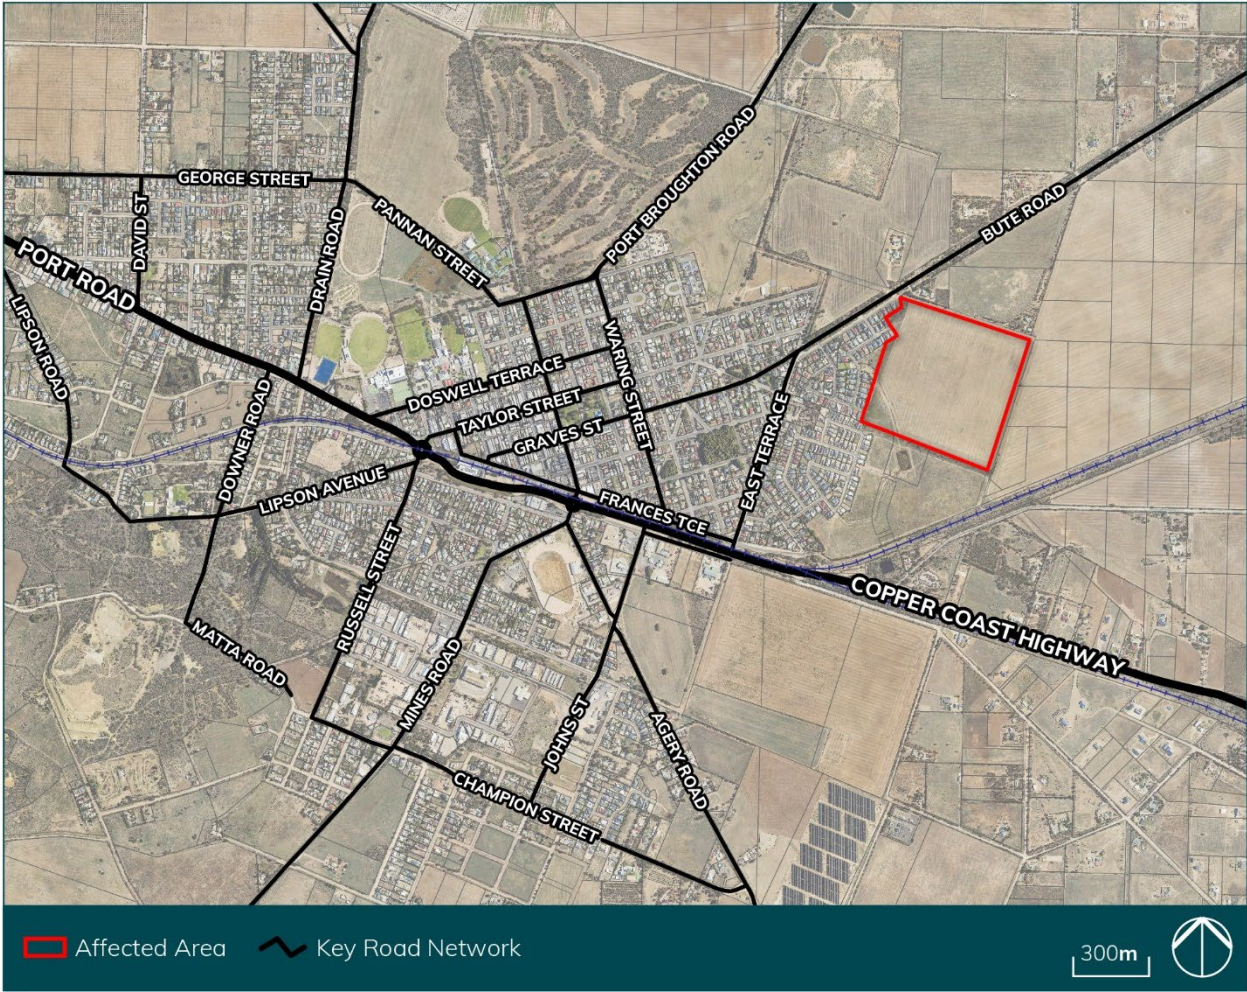 PORT BROUGHTON ROAD
GEORGE STREET
BUTE ROAD
DAVID ST
PANNAN STREET
DRAIN ROAD
PORT ROAD
LIPSON ROAD
WARING STREET
DOSWELL TERRACE
TAYLOR STREET
GRAVES ST
DOWNER ROAD
EAST TERRACE
LIPSON AVENUE
FRANCES TCE
RUSSELL STREET
COPPER COAST HIGHWAY
MATTA ROAD
MINES ROAD
JOHNS ST
AGERY ROAD
CHAMPION STREET
Affected Area
Key Road Network
300m